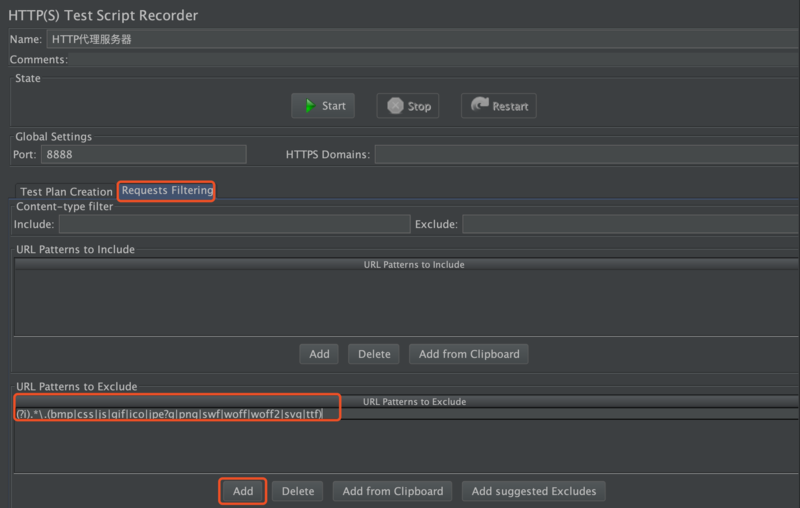 HTTP(S) Test Script Recorder
Name: HTTP代理服务器
Comments:
State
Start Stop Restart
Global Settings
Port: 8888 HTTPS Domains:
Test Plan Creation Requests Filtering
Content-type filter
Include: Exclude:
URL Patterns to Include
URL Patterns to Include
Add Delete Add from Clipboard
URL Patterns to Exclude
URL Patterns to Exclude
(?i).*\.(bmp|css|js|gif|ico|jpe?g|png|swf|woff|woff2|svg|ttf)
Add Delete Add from Clipboard Add suggested Excludes